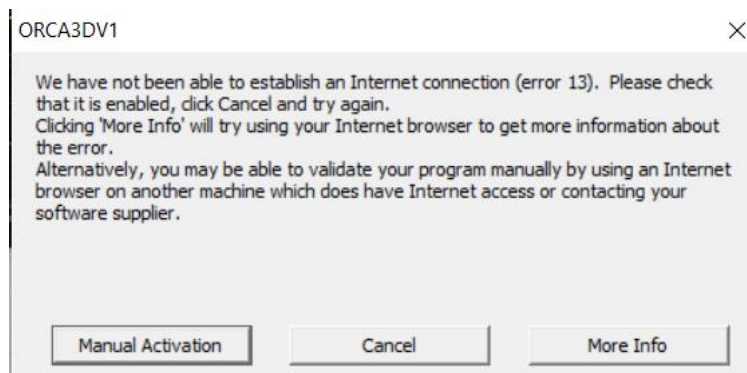 ORCA3DV1
We have not been able to establish an Internet connection (error 13).  Please check
that it is enabled, click Cancel and try again.
Clicking 'More Info' will try using your Internet browser to get more information about
the error.
Alternatively, you may be able to validate your program manually by using an Internet
browser on another machine which does have Internet access or contacting your
software supplier.
Manual Activation
Cancel
More Info